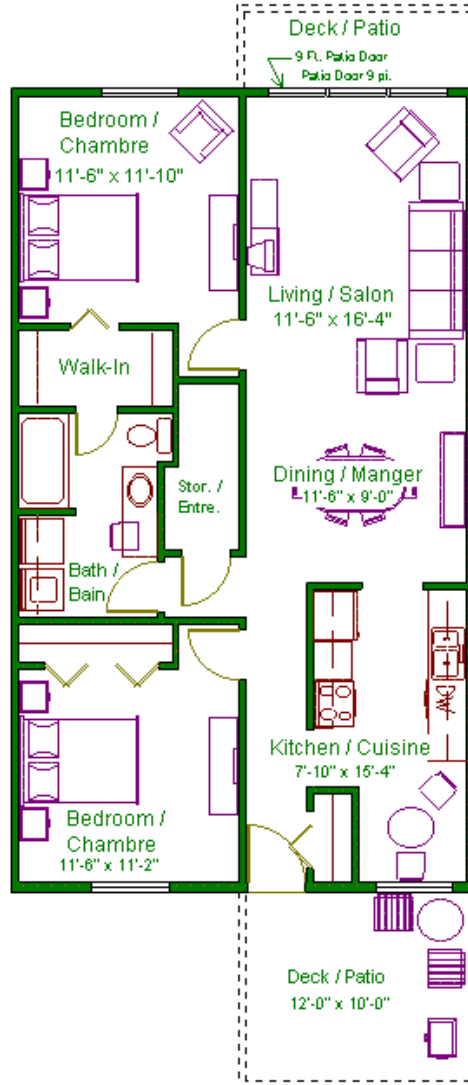 Deck / Patio
9 Ft. Patio Door
Patio Door 9 pi.
Bedroom /
Chambre
11'-6" x 11'-10"
Living / Salon
11'-6" x 16'-4"
Walk-In
Dining / Manger
11'-6" x 9'-0"
Stor. /
Entre.
Bath /
Bain
Kitchen / Cuisine
7'-10" x 15'-4"
Bedroom /
Chambre
11'-6" x 11'-2"
Deck / Patio
12'-0" x 10'-0"